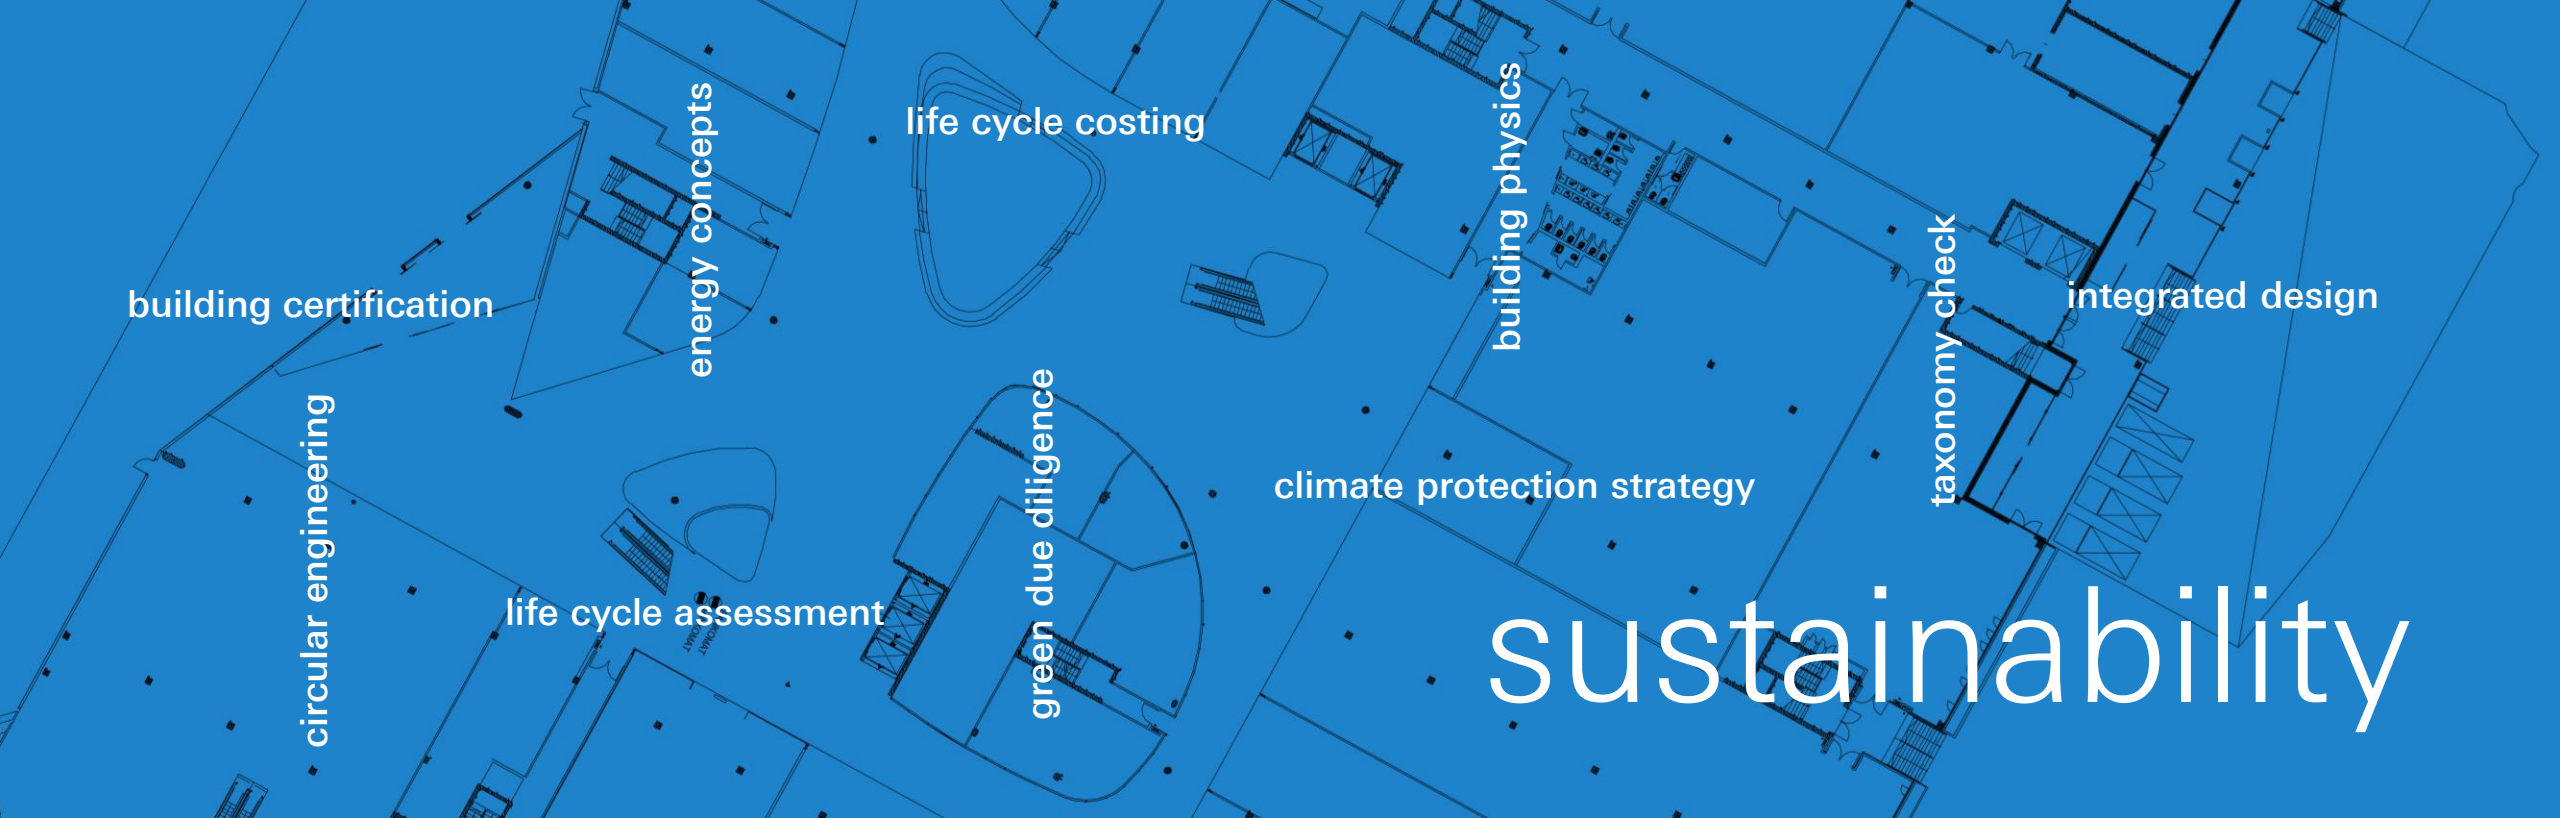 building certification
circular engineering
energy concepts
life cycle assessment
life cycle costing
green due diligence
building physics
climate protection strategy
taxonomy check
integrated design
sustainability